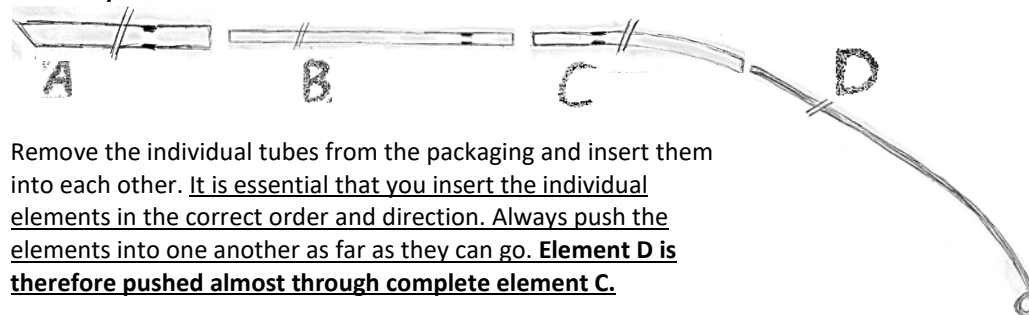 A B C D
Remove the individual tubes from the packaging and insert them
into each other. It is essential that you insert the individual
elements in the correct order and direction. Always push the
elements into one another as far as they can go. Element D is
therefore pushed almost through complete element C.